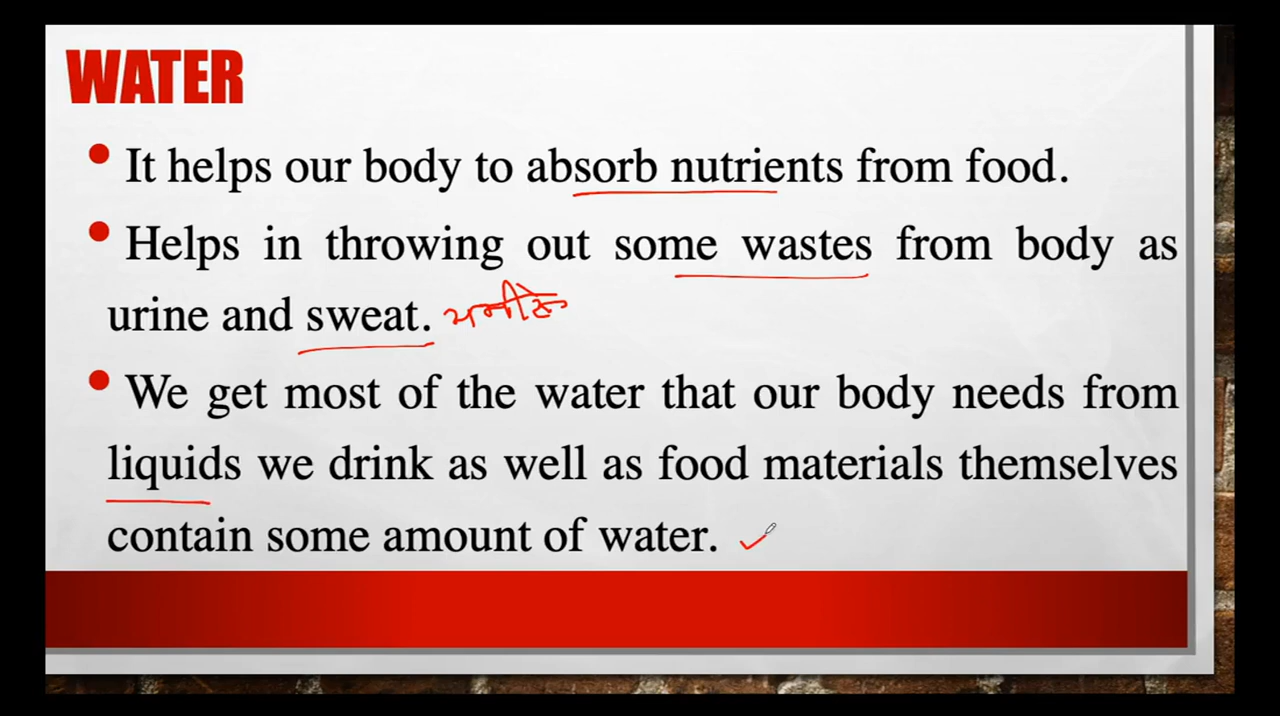 WATER
• It helps our body to absorb nutrients from food.
• Helps in throwing out some wastes from body as
urine and sweat.
• We get most of the water that our body needs from
liquids we drink as well as food materials themselves
contain some amount of water.